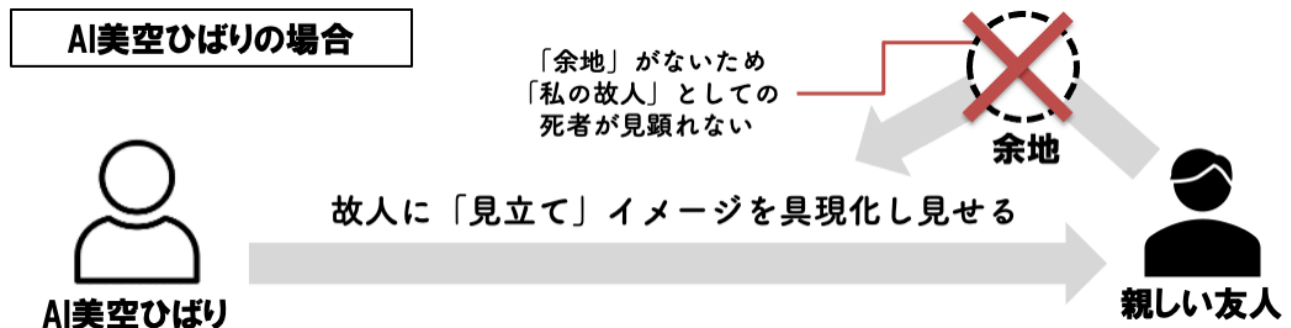 AI美空ひばりの場合
「余地」がないため
「私の故人」としての
死者が見顕れない
余地
故人に「見立て」イメージを具現化し見せる
AI美空ひばり
親しい友人